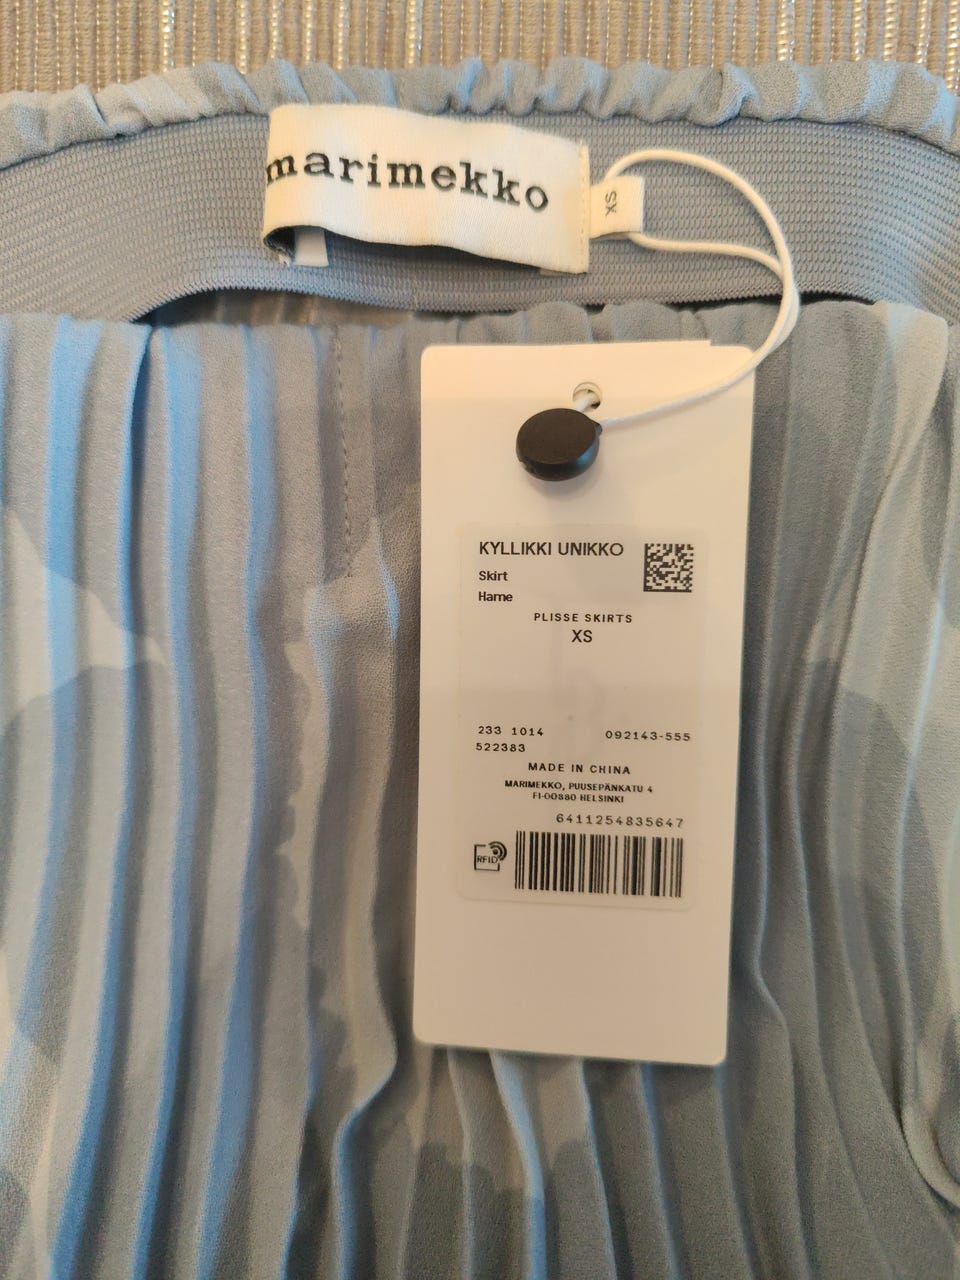 marimekko
XS
KYLLIKKI UNIKKO
Skirt
Hame
PLISSE SKIRTS
XS
233 1014 092143-555
522383
MADE IN CHINA
MARIMEKKO, PUUSEPÄNKATU 4
FI-00880 HELSINKI
6411254835647
RFID